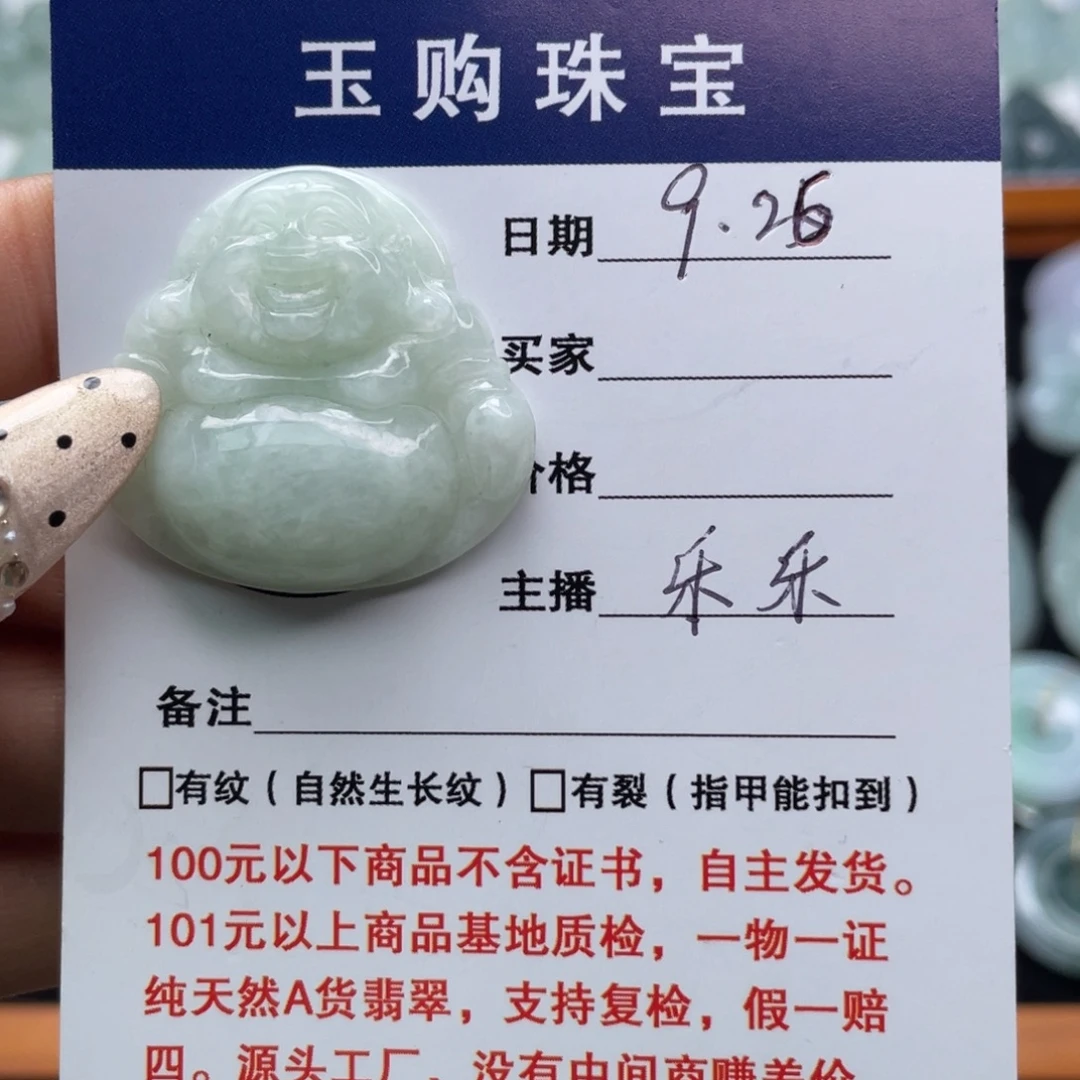 玉购珠宝
日期 9.26
买家
价格
主播 乐乐
备注
□有纹（自然生长纹）□有裂（指甲能扣到）
100元以下商品不含证书，自主发货。
101元以上商品基地质检，一物一证
纯天然A货翡翠，支持复检，假一赔
四。源头工厂，没有中间商赚差价